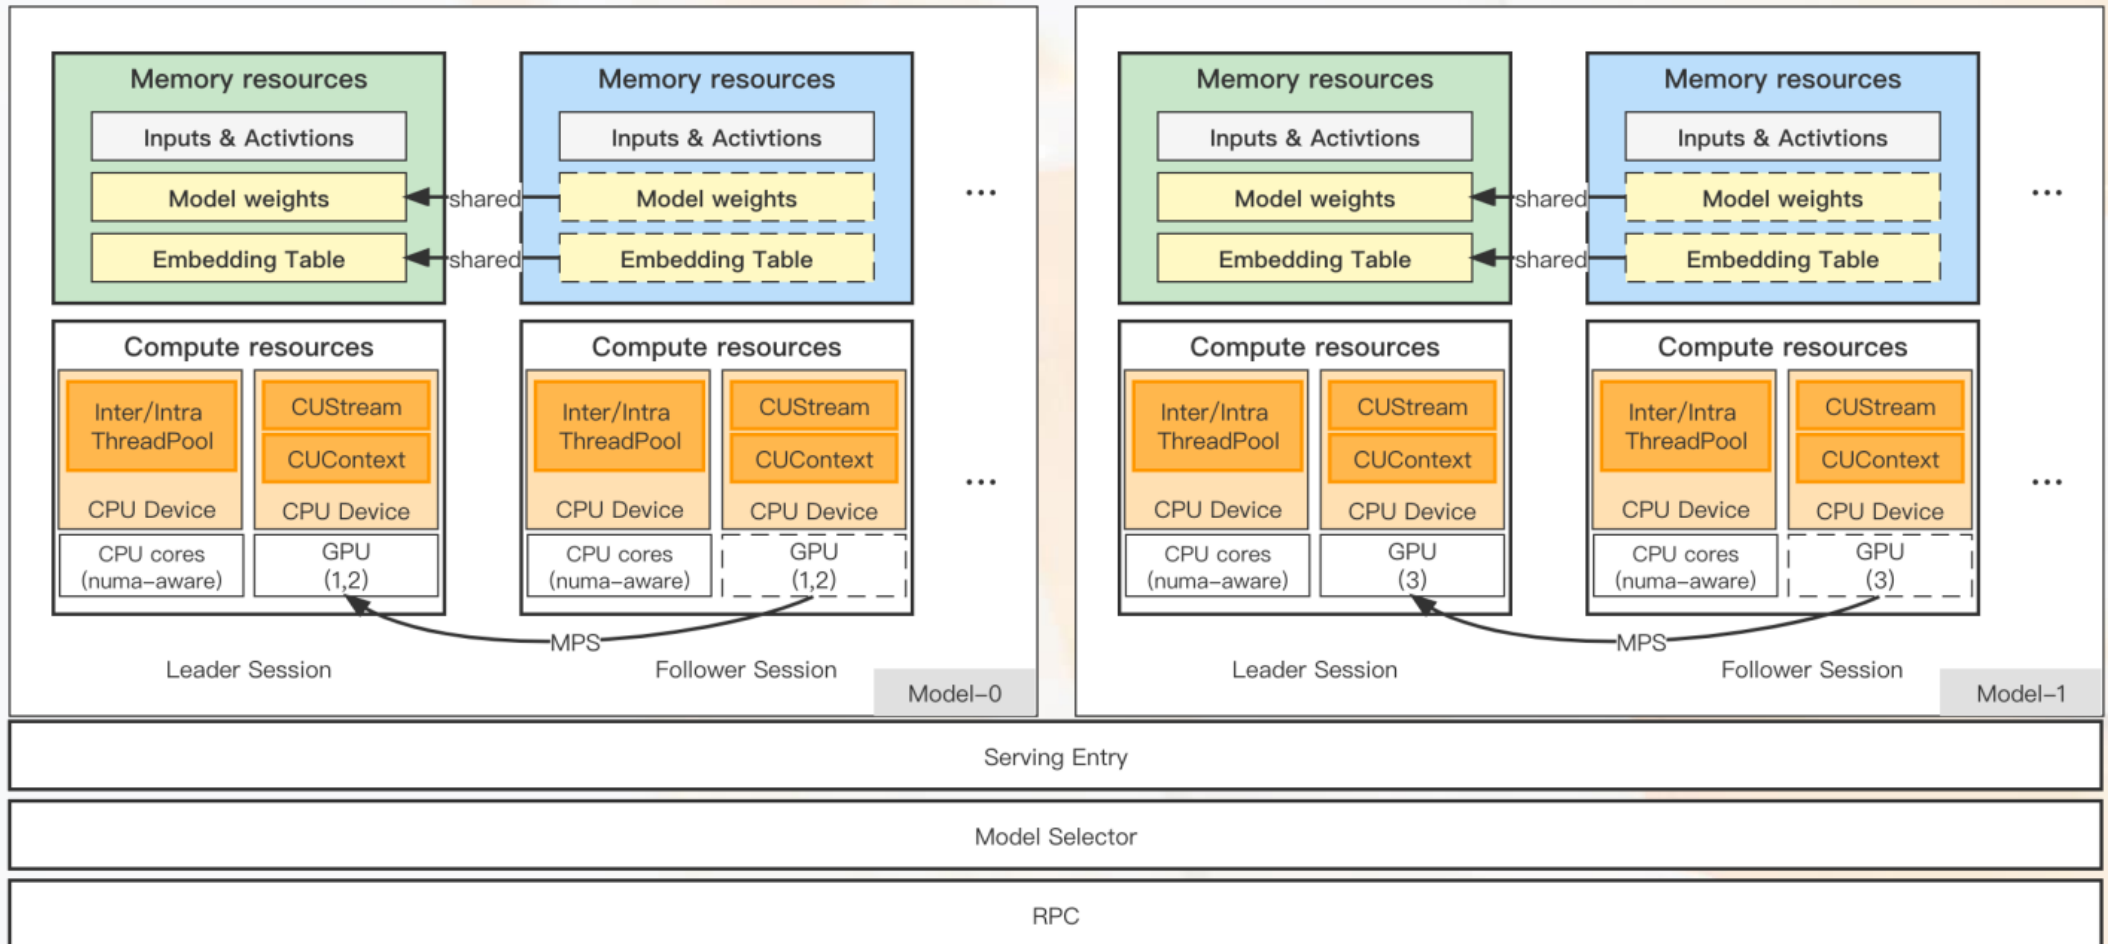 Memory resources
Inputs & Activtions
Model weights
Embedding Table
shared
shared
Memory resources
Inputs & Activtions
Model weights
Embedding Table
...
Compute resources
Inter/Intra
ThreadPool
CPU Device
CPU cores
(numa-aware)
CUStream
CUContext
CPU Device
GPU
(1,2)
Compute resources
Inter/Intra
ThreadPool
CPU Device
CPU cores
(numa-aware)
CUStream
CUContext
CPU Device
GPU
(1,2)
...
MPS
Leader Session
Follower Session
Model-0
Memory resources
Inputs & Activtions
Model weights
Embedding Table
shared
shared
Memory resources
Inputs & Activtions
Model weights
Embedding Table
...
Compute resources
Inter/Intra
ThreadPool
CPU Device
CPU cores
(numa-aware)
CUStream
CUContext
CPU Device
GPU
(3)
Compute resources
Inter/Intra
ThreadPool
CPU Device
CPU cores
(numa-aware)
CUStream
CUContext
CPU Device
GPU
(3)
...
MPS
Leader Session
Follower Session
Model-1
Serving Entry
Model Selector
RPC